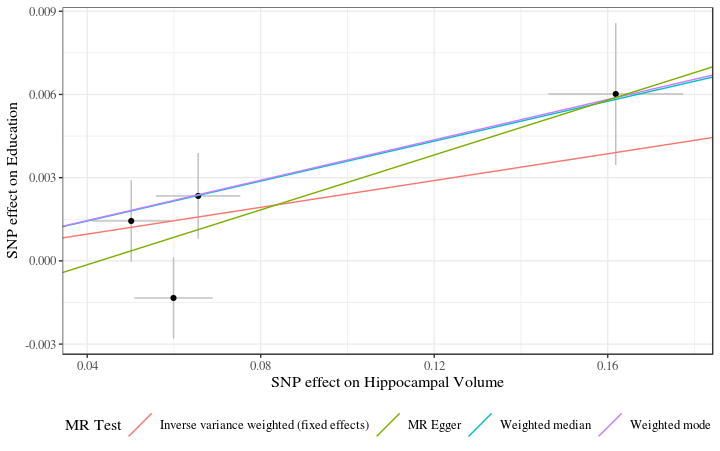 SNP effect on Education
0.009
0.006
0.003
0.000
-0.003
0.04 0.08 0.12 0.16
SNP effect on Hippocampal Volume
MR Test Inverse variance weighted (fixed effects) MR Egger Weighted median Weighted mode